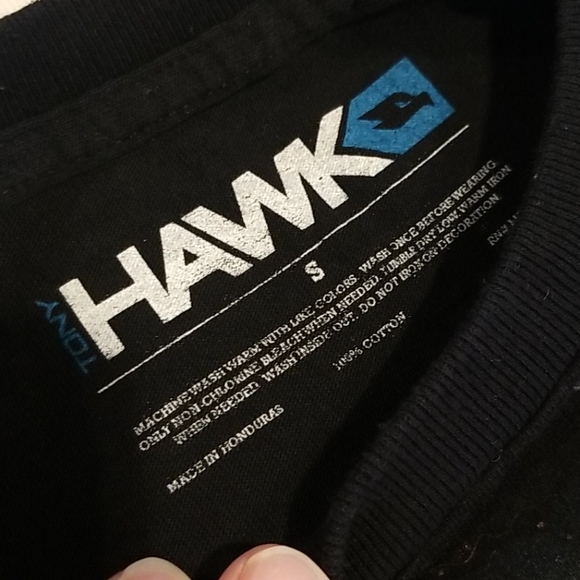 TONY
HAWK
S
MACHINE WASH WARM WITH LIKE COLORS. WASH ONCE BEFORE WEARING
ONLY NON-CHLORINE BLEACH WHEN NEEDED. TUMBLE DRY LOW. WARM IRON
WHEN NEEDED. WASH INSIDE OUT. DO NOT IRON ON DECORATION
100% COTTON
MADE IN HONDURAS